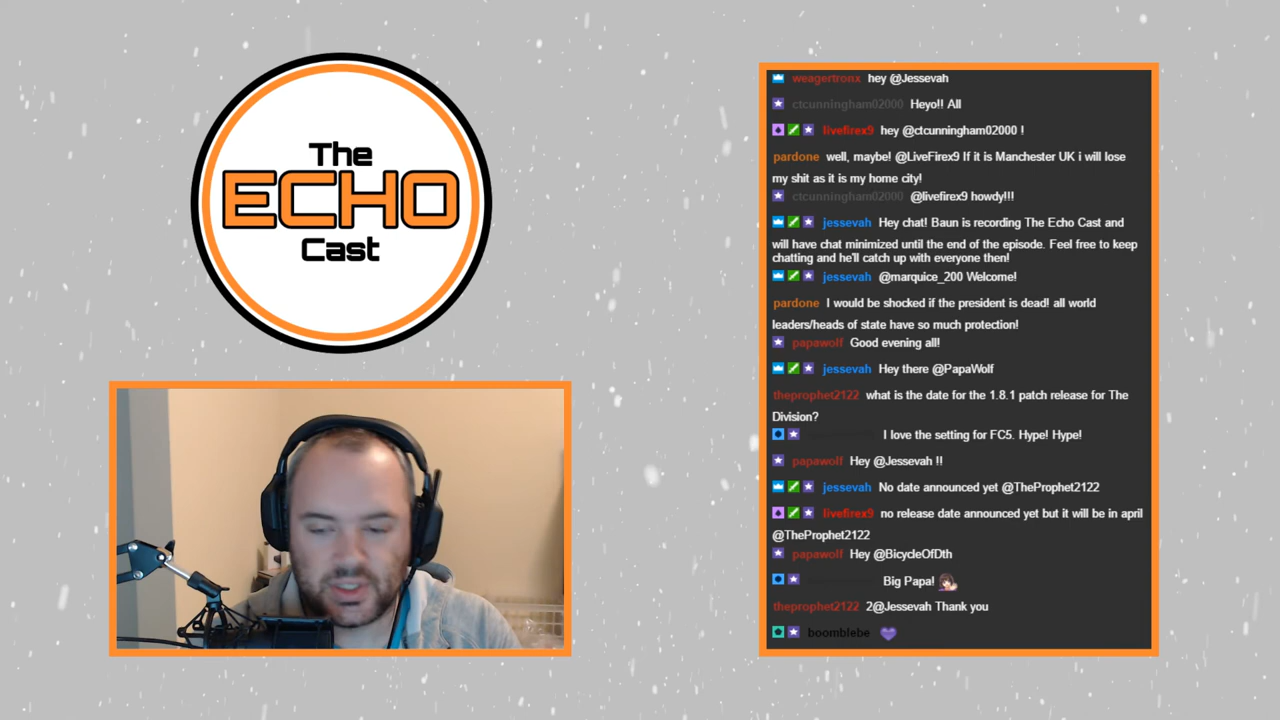 The
ECHO
Cast
weagertronx hey @Jessevah
ctcunningham02000 Heyo!! All
livefirex9 hey @ctcunningham02000 !
pardone well, maybe! @LiveFirex9 If it is Manchester UK i will lose
my shit as it is my home city!
ctcunningham02000 @livefirex9 howdy!!!
jessevah Hey chat! Baun is recording The Echo Cast and
will have chat minimized until the end of the episode. Feel free to keep
chatting and he'll catch up with everyone then!
jessevah @marquice_200 Welcome!
pardone I would be shocked if the president is dead! all world
leaders/heads of state have so much protection!
papawolf Good evening all!
jessevah Hey there @PapaWolf
theprophet2122 what is the date for the 1.8.1 patch release for The
Division?
I love the setting for FC5. Hype! Hype!
papawolf Hey @Jessevah !!
jessevah No date announced yet @TheProphet2122
livefirex9 no release date announced yet but it will be in april
@TheProphet2122
papawolf Hey @BicycleOfDth
Big Papa!
theprophet2122 2@Jessevah Thank you
boomblebe